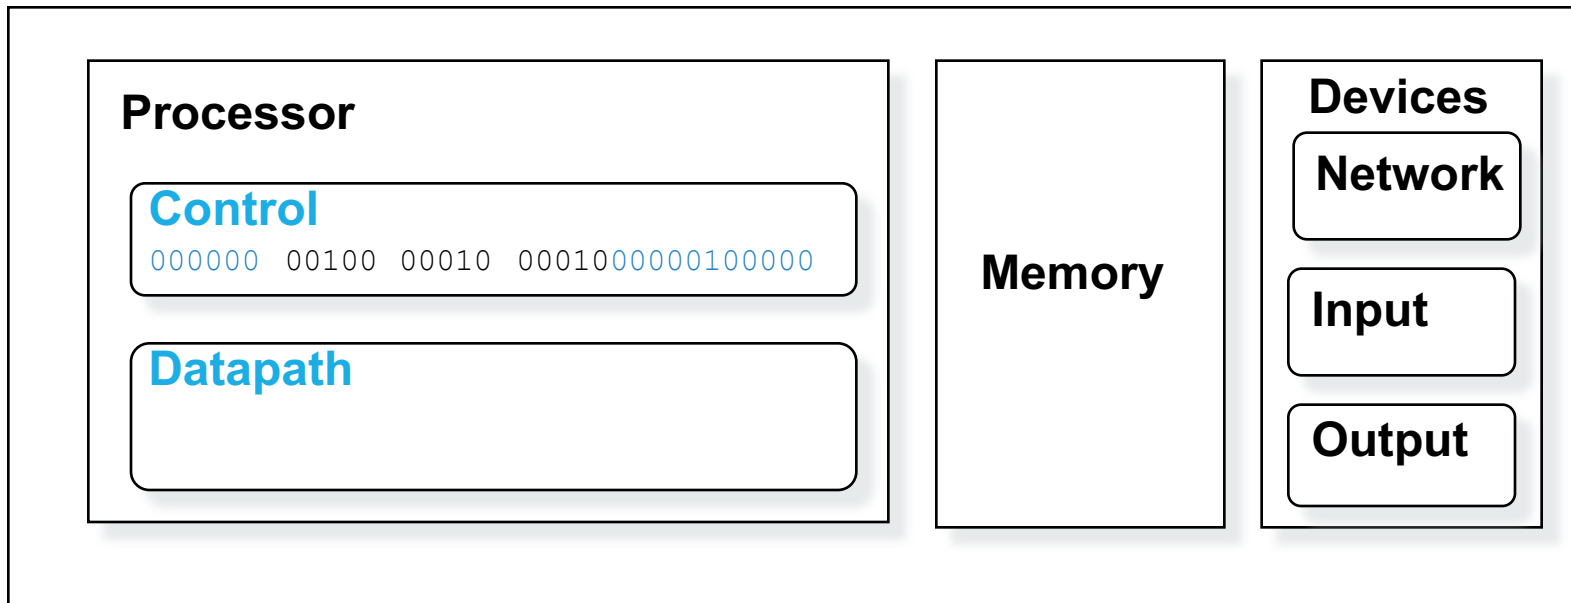 Processor
Control
000000 00100 00010 0001000000100000
Datapath
Memory
Devices
Network
Input
Output